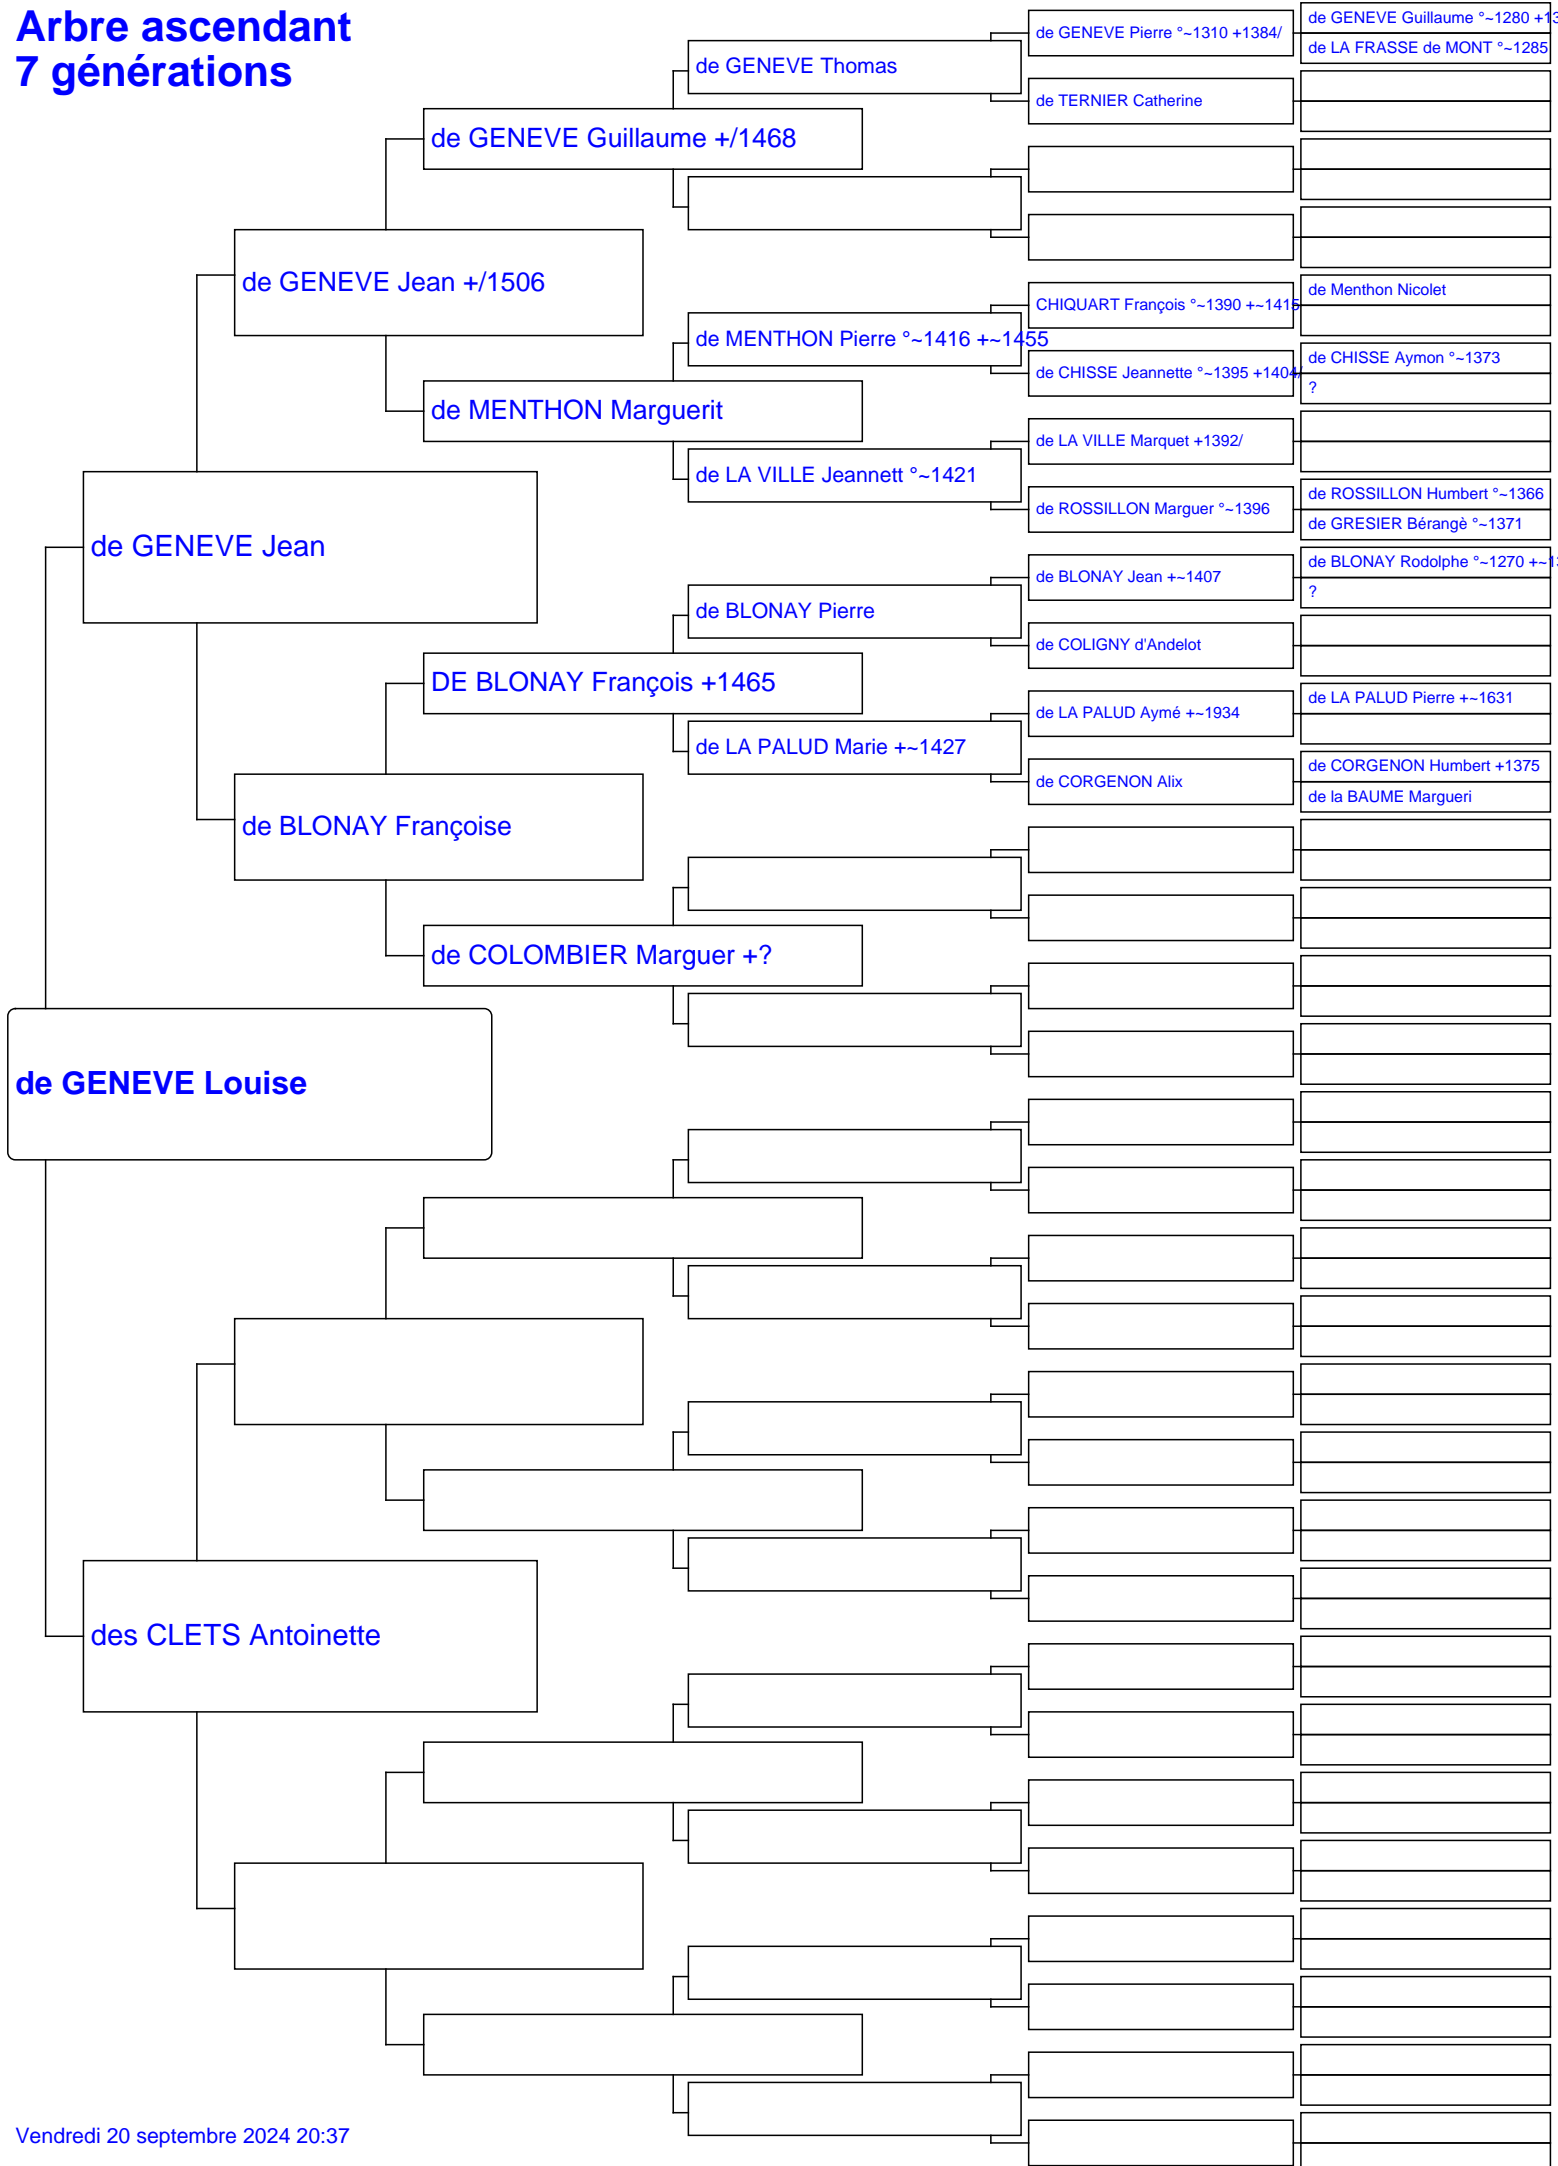 Arbre ascendant
7 générations
de GENEVE Guillaume °~1280 +13
de GENEVE Pierre °~1310 +1384/
de LA FRASSE de MONT °~1285
de GENEVE Thomas
de TERNIER Catherine
de GENEVE Guillaume +/1468
de GENEVE Jean +/1506
de Menthon Nicolet
CHIQUART François °~1390 +~1415
de MENTHON Pierre °~1416 +~1455
de CHISSE Aymon °~1373
de CHISSE Jeannette °~1395 +1404/
?
de MENTHON Marguerit
de LA VILLE Marquet +1392/
de LA VILLE Jeannett °~1421
de ROSSILLON Humbert °~1366
de ROSSILLON Marguer °~1396
de GRESIER Bérangè °~1371
de GENEVE Jean
de BLONAY Rodolphe °~1270 +~13
de BLONAY Jean +~1407
?
de BLONAY Pierre
de COLIGNY d'Andelot
DE BLONAY François +1465
de LA PALUD Pierre +~1631
de LA PALUD Aymé +~1934
de LA PALUD Marie +~1427
de CORGENON Humbert +1375
de CORGENON Alix
de la BAUME Margueri
de BLONAY Françoise
de COLOMBIER Marguer +?
de GENEVE Louise
des CLETS Antoinette
Vendredi 20 septembre 2024 20:37